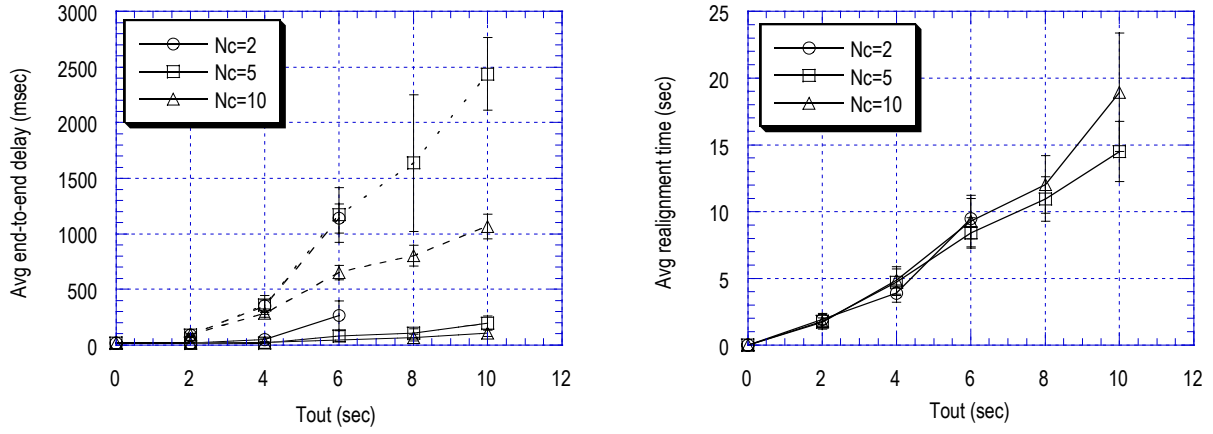 3000
2500
2000
1500
1000
500
0
Avg end-to-end delay (msec)
Nc=2
Nc=5
Nc=10
0 2 4 6 8 10 12
Tout (sec)
25
20
15
10
5
0
Avg realignment time (sec)
Nc=2
Nc=5
Nc=10
0 2 4 6 8 10 12
Tout (sec)